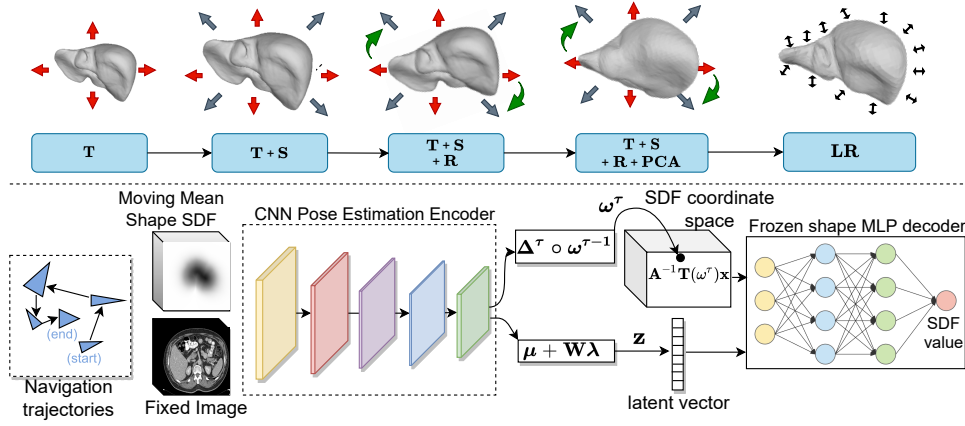 T
T + S
T + S
+ R
T + S
+ R + PCA
LR
Moving Mean
Shape SDF
CNN Pose Estimation Encoder
ω^τ
SDF coordinate
space
Frozen shape MLP decoder
Δ^τ ∘ ω^{τ−1}
A^{−1}T(ω^τ)x
(end)
(start)
SDF
value
μ + Wλ
z
Navigation
trajectories
Fixed Image
latent vector